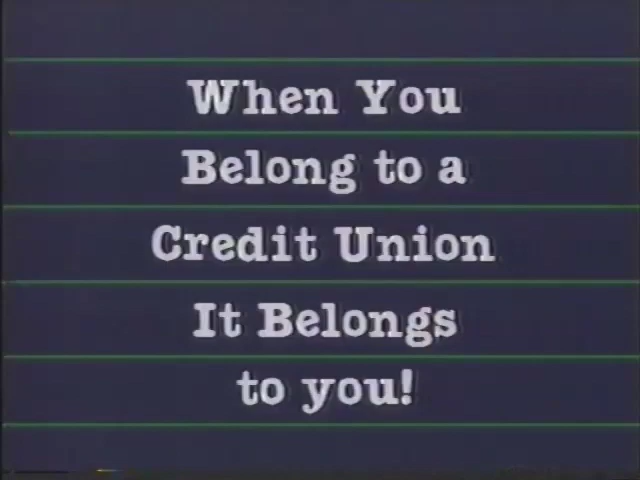 When You
Belong to a
Credit Union
It Belongs
to you!